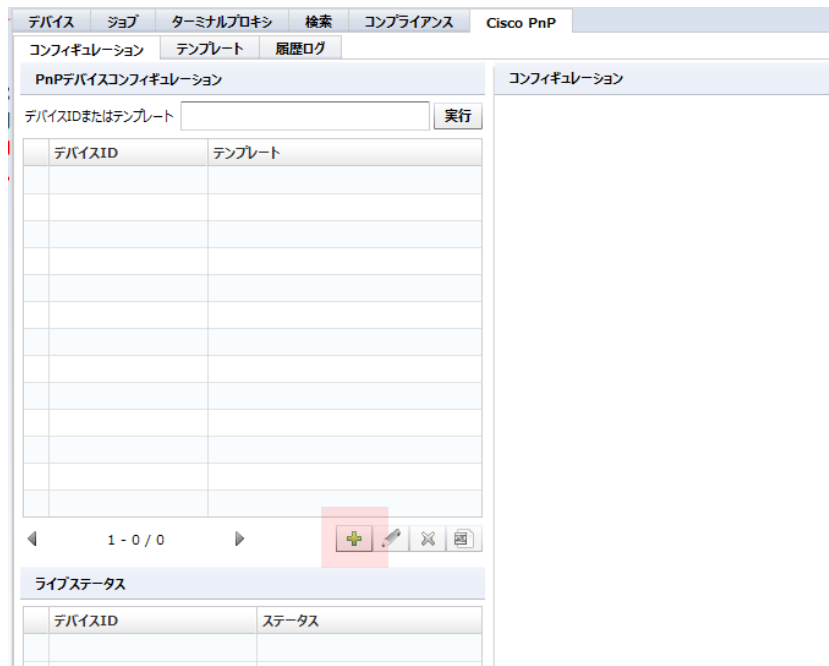 デバイス ジョブ ターミナルプロキシ 検索 コンプライアンス Cisco PnP
コンフィギュレーション テンプレート 履歴ログ
PnPデバイスコンフィギュレーション
コンフィギュレーション
デバイスIDまたはテンプレート 実行
デバイスID テンプレート
1 - 0 / 0
ライブステータス
デバイスID ステータス